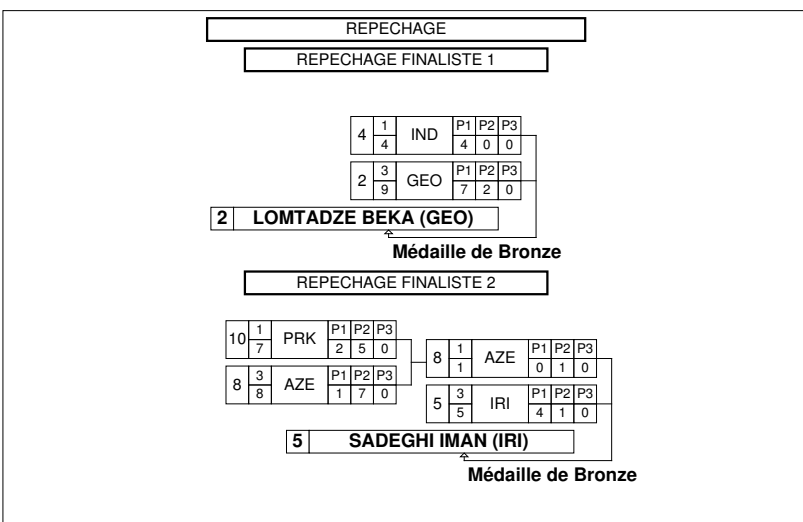 REPECHAGE
REPECHAGE FINALISTE 1
4 1 IND P1 P2 P3
4 4 0 0
2 3 GEO P1 P2 P3
9 7 2 0
2 LOMTADZE BEKA (GEO)
Médaille de Bronze
REPECHAGE FINALISTE 2
10 1 PRK P1 P2 P3
7 2 5 0
8 3 AZE P1 P2 P3
8 1 7 0
8 1 AZE P1 P2 P3
1 0 1 0
5 3 IRI P1 P2 P3
5 4 1 0
5 SADEGHI IMAN (IRI)
Médaille de Bronze